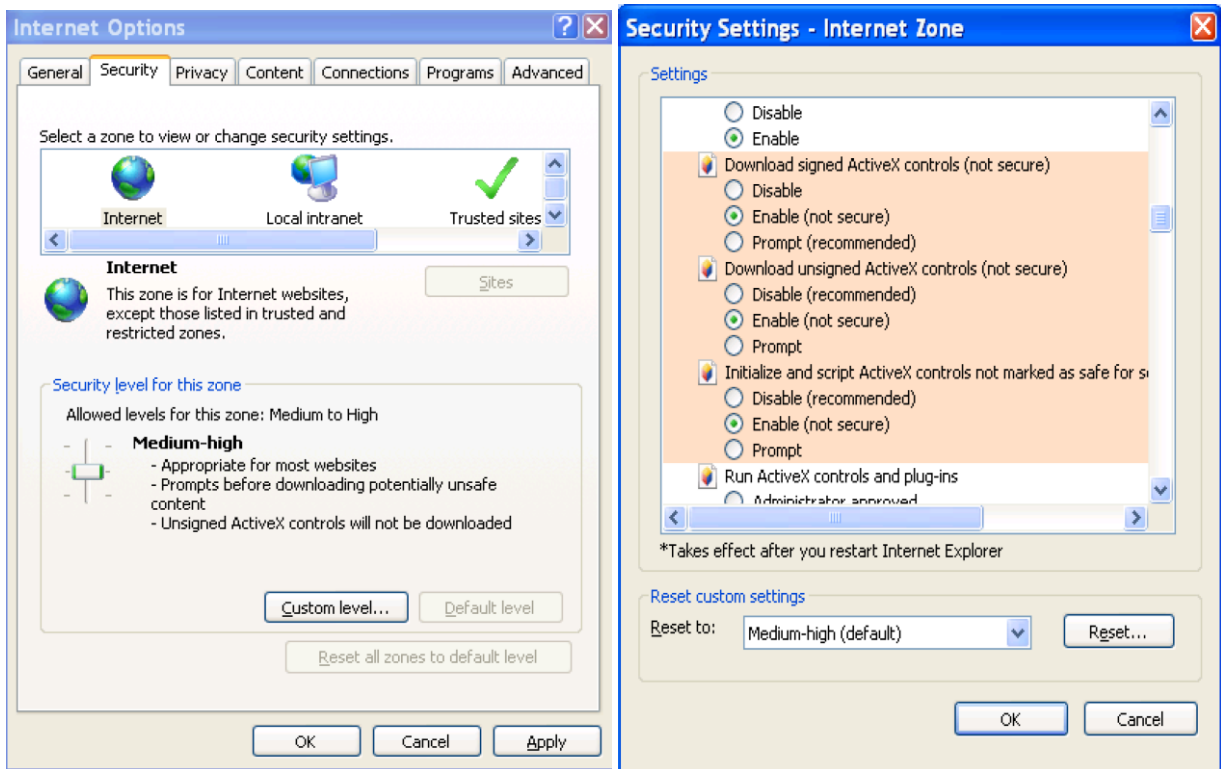 Internet Options
General Security Privacy Content Connections Programs Advanced
Select a zone to view or change security settings.
Internet Local intranet Trusted sites
Internet
Sites
This zone is for Internet websites,
except those listed in trusted and
restricted zones.
Security level for this zone
Allowed levels for this zone: Medium to High
Medium-high
- Appropriate for most websites
- Prompts before downloading potentially unsafe
content
- Unsigned ActiveX controls will not be downloaded
Custom level... Default level
Reset all zones to default level
OK Cancel Apply
Security Settings - Internet Zone
Settings
Disable
Enable
Download signed ActiveX controls (not secure)
Disable
Enable (not secure)
Prompt (recommended)
Download unsigned ActiveX controls (not secure)
Disable (recommended)
Enable (not secure)
Prompt
Initialize and script ActiveX controls not marked as safe for
Disable (recommended)
Enable (not secure)
Prompt
Run ActiveX controls and plug-ins
Administrator approved
*Takes effect after you restart Internet Explorer
Reset custom settings
Reset to: Medium-high (default) Reset...
OK Cancel